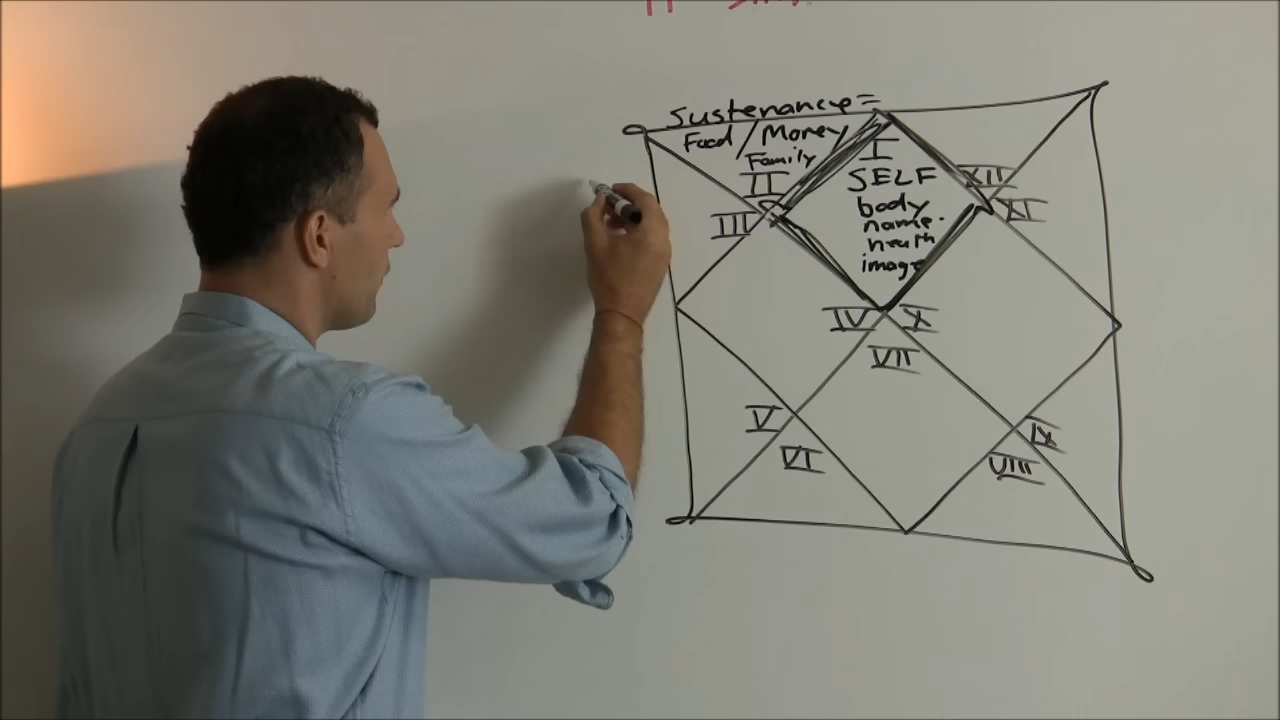 Sustenance =
Food / Money
Family
II
III
I
SELF
body
name.
health
image
XII
XI
IV
X
VII
V
VI
IX
VIII